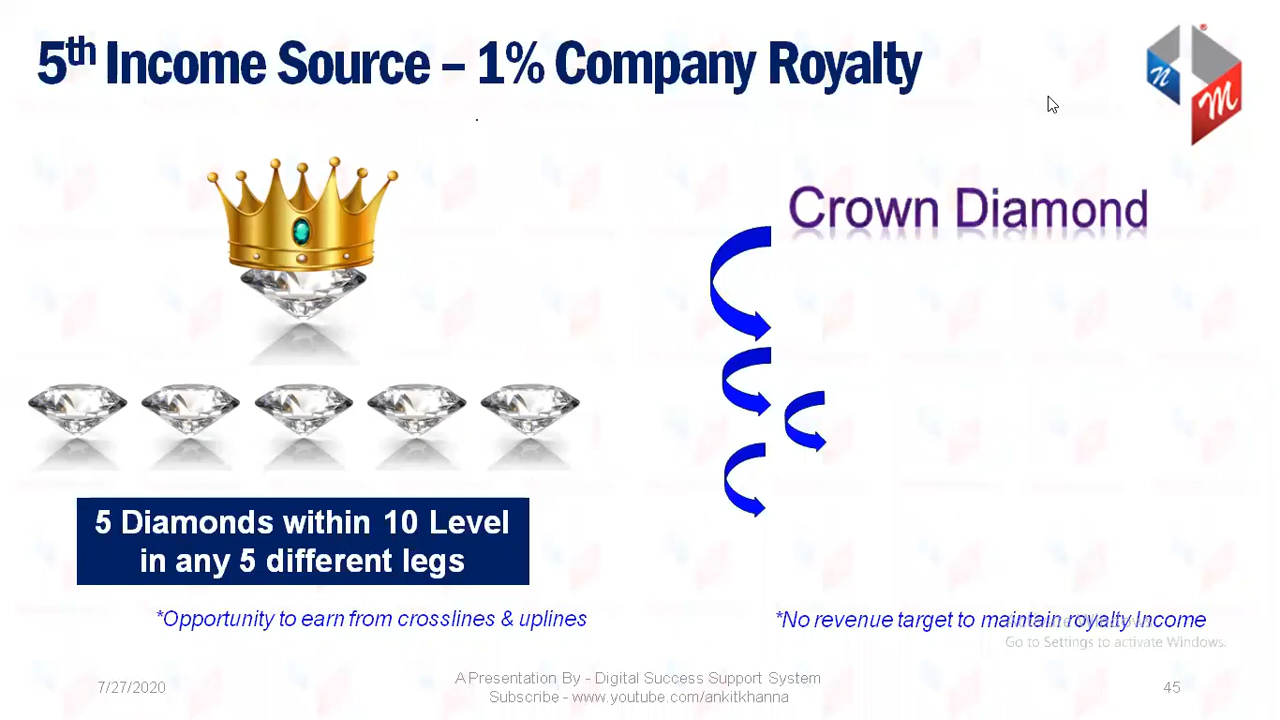 5th Income Source – 1% Company Royalty
n
m
Crown Diamond
5 Diamonds within 10 Level
in any 5 different legs
*Opportunity to earn from crosslines & uplines
*No revenue target to maintain royalty Income
Activate Windows
Go to Settings to activate Windows.
7/27/2020
A Presentation By - Digital Success Support System
Subscribe - www.youtube.com/ankitkhanna
45